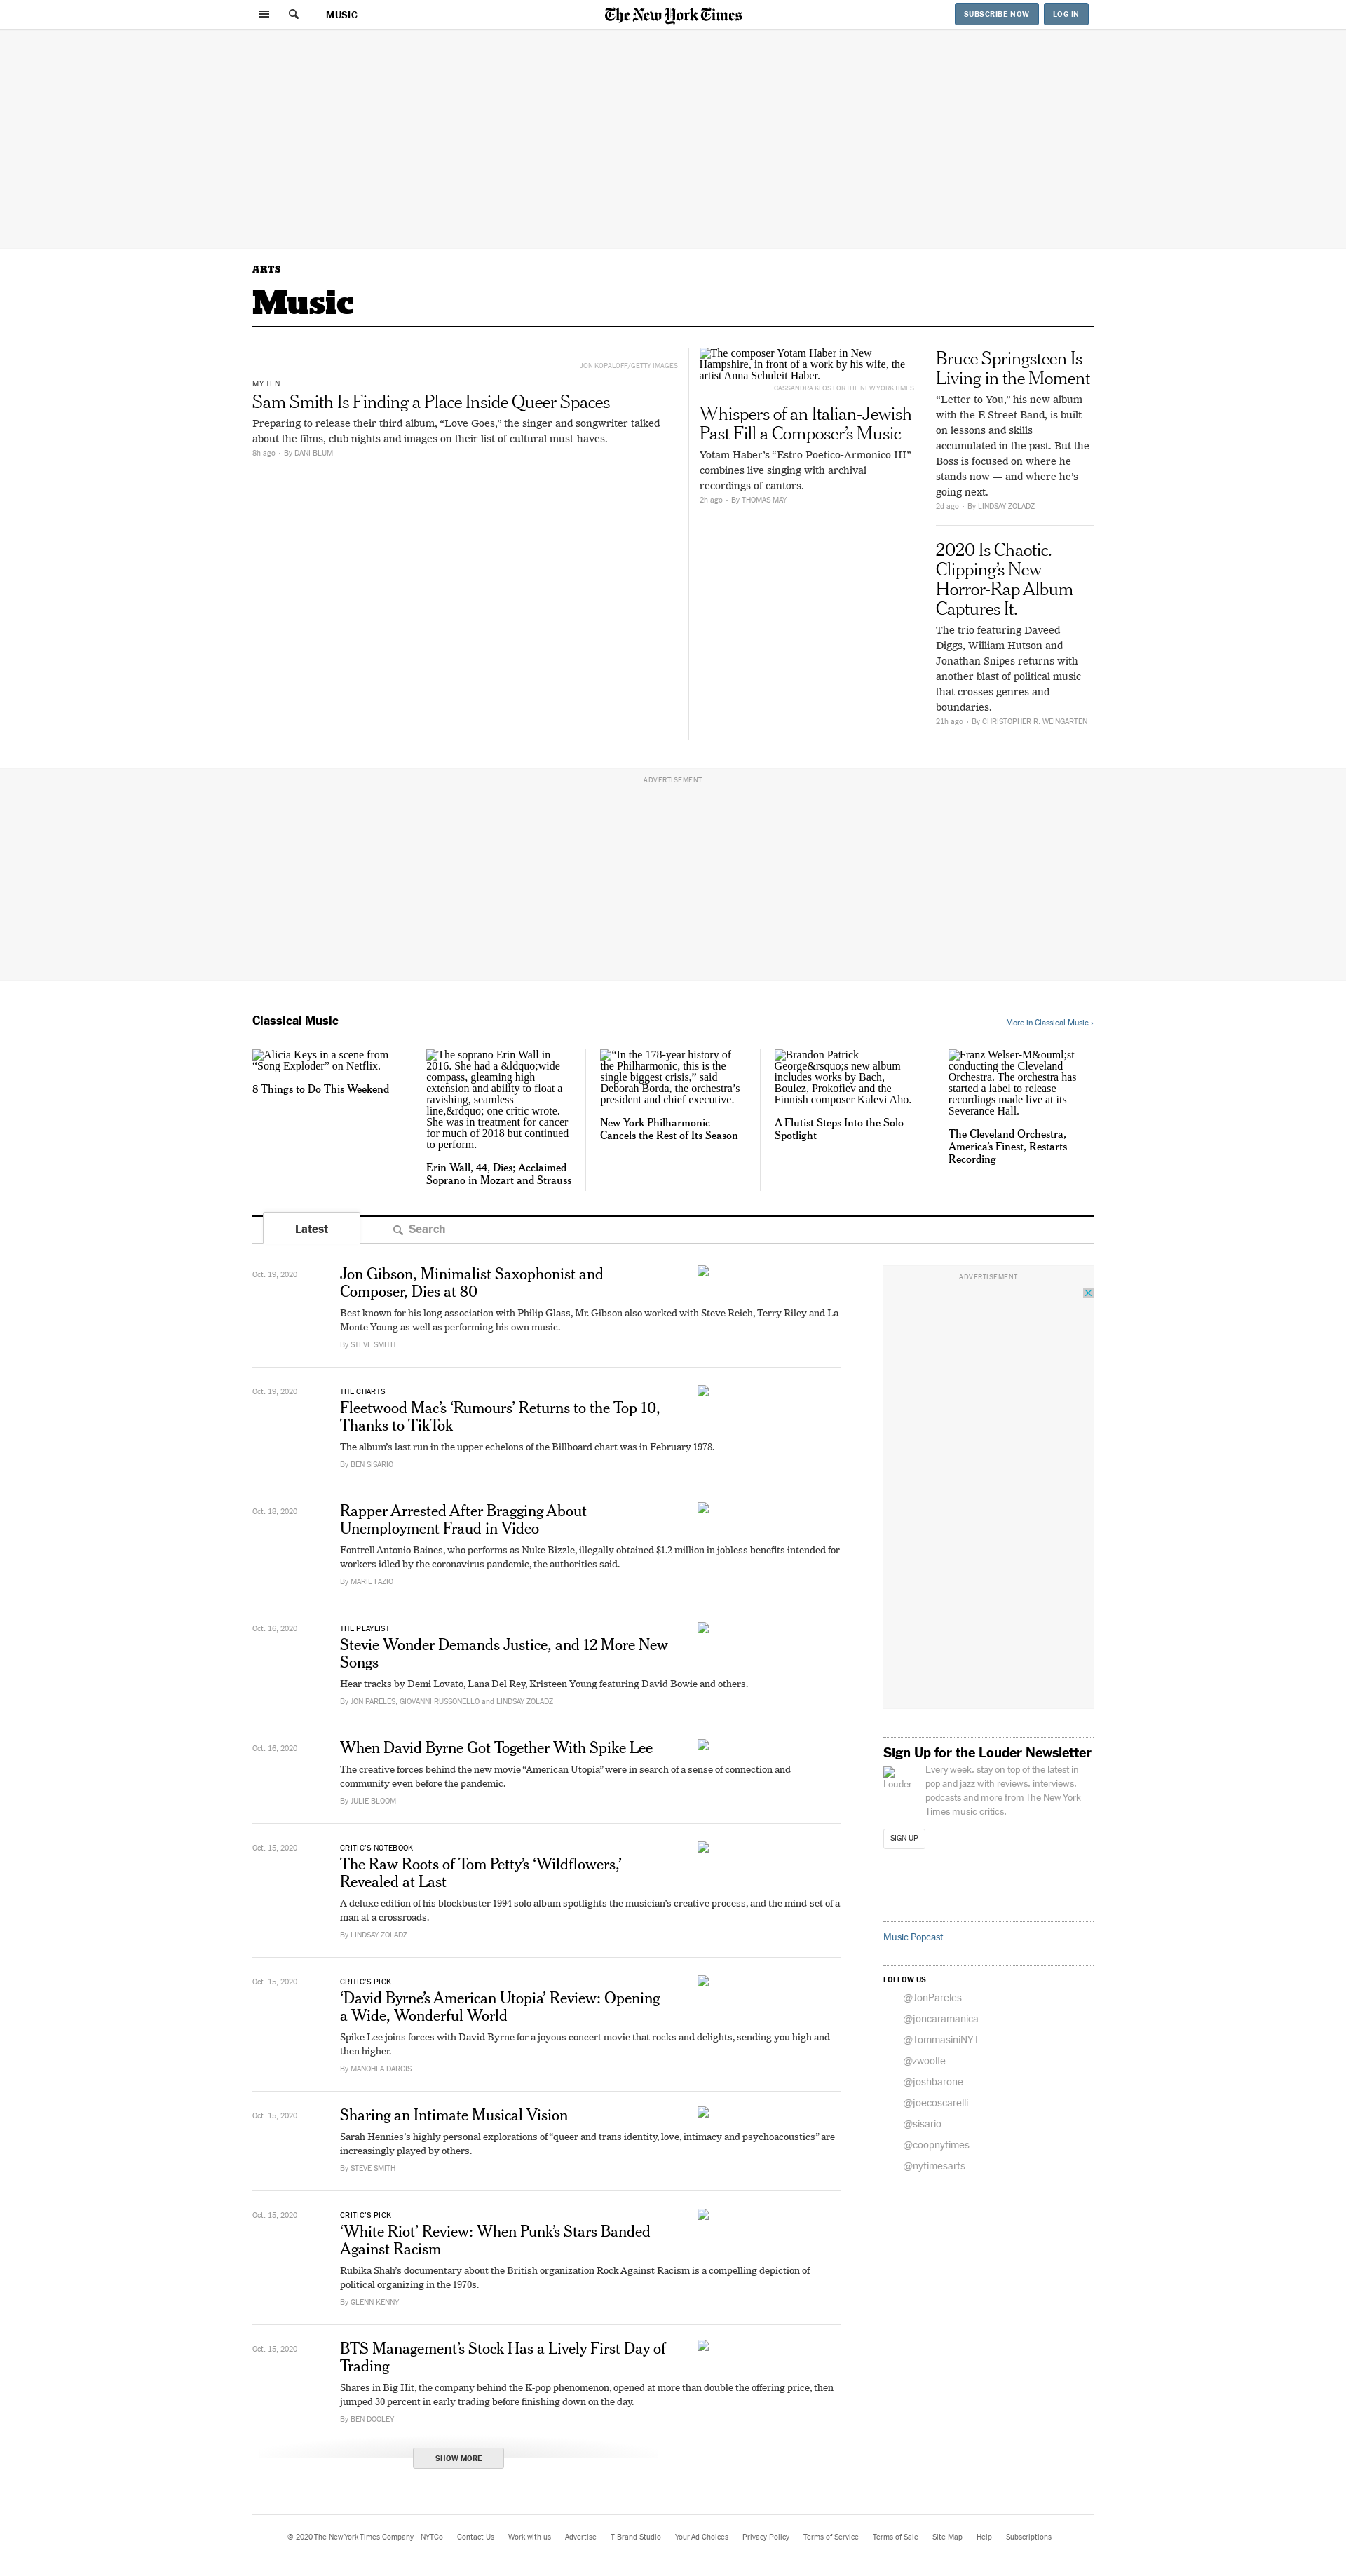 MUSIC
The New York Times
SUBSCRIBE NOW
LOG IN
ARTS
Music
JON KOPALOFF/GETTY IMAGES
MY TEN
Sam Smith Is Finding a Place Inside Queer Spaces
Preparing to release their third album, “Love Goes,” the singer and songwriter talked
about the films, club nights and images on their list of cultural must-haves.
8h ago • By DANI BLUM
The composer Yotam Haber in New
Hampshire, in front of a work by his wife, the
artist Anna Schuleit Haber.
CASSANDRA KLOS FOR THE NEW YORK TIMES
Whispers of an Italian-Jewish
Past Fill a Composer’s Music
Yotam Haber’s “Estro Poetico-Armonico III”
combines live singing with archival
recordings of cantors.
2h ago • By THOMAS MAY
Bruce Springsteen Is
Living in the Moment
“Letter to You,” his new album
with the E Street Band, is built
on lessons and skills
accumulated in the past. But the
Boss is focused on where he
stands now — and where he’s
going next.
2d ago • By LINDSAY ZOLADZ
2020 Is Chaotic.
Clipping’s New
Horror-Rap Album
Captures It.
The trio featuring Daveed
Diggs, William Hutson and
Jonathan Snipes returns with
another blast of political music
that crosses genres and
boundaries.
21h ago • By CHRISTOPHER R. WEINGARTEN
ADVERTISEMENT
Classical Music
More in Classical Music ›
Alicia Keys in a scene from
“Song Exploder” on Netflix.
8 Things to Do This Weekend
The soprano Erin Wall in
2016. She had a &ldquo;wide
compass, gleaming high
extension and ability to float a
ravishing, seamless
line,&rdquo; one critic wrote.
She was in treatment for cancer
for much of 2018 but continued
to perform.
Erin Wall, 44, Dies; Acclaimed
Soprano in Mozart and Strauss
“In the 178-year history of
the Philharmonic, this is the
single biggest crisis,” said
Deborah Borda, the orchestra’s
president and chief executive.
New York Philharmonic
Cancels the Rest of Its Season
Brandon Patrick
George&rsquo;s new album
includes works by Bach,
Boulez, Prokofiev and the
Finnish composer Kalevi Aho.
A Flutist Steps Into the Solo
Spotlight
Franz Welser-M&ouml;st
conducting the Cleveland
Orchestra. The orchestra has
started a label to release
recordings made live at its
Severance Hall.
The Cleveland Orchestra,
America’s Finest, Restarts
Recording
Latest
Search
Oct. 19, 2020
Jon Gibson, Minimalist Saxophonist and
Composer, Dies at 80
Best known for his long association with Philip Glass, Mr. Gibson also worked with Steve Reich, Terry Riley and La
Monte Young as well as performing his own music.
By STEVE SMITH
Oct. 19, 2020
THE CHARTS
Fleetwood Mac’s ‘Rumours’ Returns to the Top 10,
Thanks to TikTok
The album’s last run in the upper echelons of the Billboard chart was in February 1978.
By BEN SISARIO
Oct. 18, 2020
Rapper Arrested After Bragging About
Unemployment Fraud in Video
Fontrell Antonio Baines, who performs as Nuke Bizzle, illegally obtained $1.2 million in jobless benefits intended for
workers idled by the coronavirus pandemic, the authorities said.
By MARIE FAZIO
Oct. 16, 2020
THE PLAYLIST
Stevie Wonder Demands Justice, and 12 More New
Songs
Hear tracks by Demi Lovato, Lana Del Rey, Kristeen Young featuring David Bowie and others.
By JON PARELES, GIOVANNI RUSSONELLO and LINDSAY ZOLADZ
Oct. 16, 2020
When David Byrne Got Together With Spike Lee
The creative forces behind the new movie “American Utopia” were in search of a sense of connection and
community even before the pandemic.
By JULIE BLOOM
Oct. 15, 2020
CRITIC’S NOTEBOOK
The Raw Roots of Tom Petty’s ‘Wildflowers,’
Revealed at Last
A deluxe edition of his blockbuster 1994 solo album spotlights the musician’s creative process, and the mind-set of a
man at a crossroads.
By LINDSAY ZOLADZ
Oct. 15, 2020
CRITIC’S PICK
‘David Byrne’s American Utopia’ Review: Opening
a Wide, Wonderful World
Spike Lee joins forces with David Byrne for a joyous concert movie that rocks and delights, sending you high and
then higher.
By MANOHLA DARGIS
Oct. 15, 2020
Sharing an Intimate Musical Vision
Sarah Hennies’s highly personal explorations of “queer and trans identity, love, intimacy and psychoacoustics” are
increasingly played by others.
By STEVE SMITH
Oct. 15, 2020
CRITIC’S PICK
‘White Riot’ Review: When Punk’s Stars Banded
Against Racism
Rubika Shah’s documentary about the British organization Rock Against Racism is a compelling depiction of
political organizing in the 1970s.
By GLENN KENNY
Oct. 15, 2020
BTS Management’s Stock Has a Lively First Day of
Trading
Shares in Big Hit, the company behind the K-pop phenomenon, opened at more than double the offering price, then
jumped 30 percent in early trading before finishing down on the day.
By BEN DOOLEY
SHOW MORE
ADVERTISEMENT
Sign Up for the Louder Newsletter
Louder
Every week, stay on top of the latest in
pop and jazz with reviews, interviews,
podcasts and more from The New York
Times music critics.
SIGN UP
Music Popcast
FOLLOW US
@JonPareles
@joncaramanica
@TommasiniNYT
@zwoolfe
@joshbarone
@joecoscarelli
@sisario
@coopnytimes
@nytimesarts
© 2020 The New York Times Company NYTCo Contact Us Work with us Advertise T Brand Studio Your Ad Choices Privacy Policy Terms of Service Terms of Sale Site Map Help Subscriptions